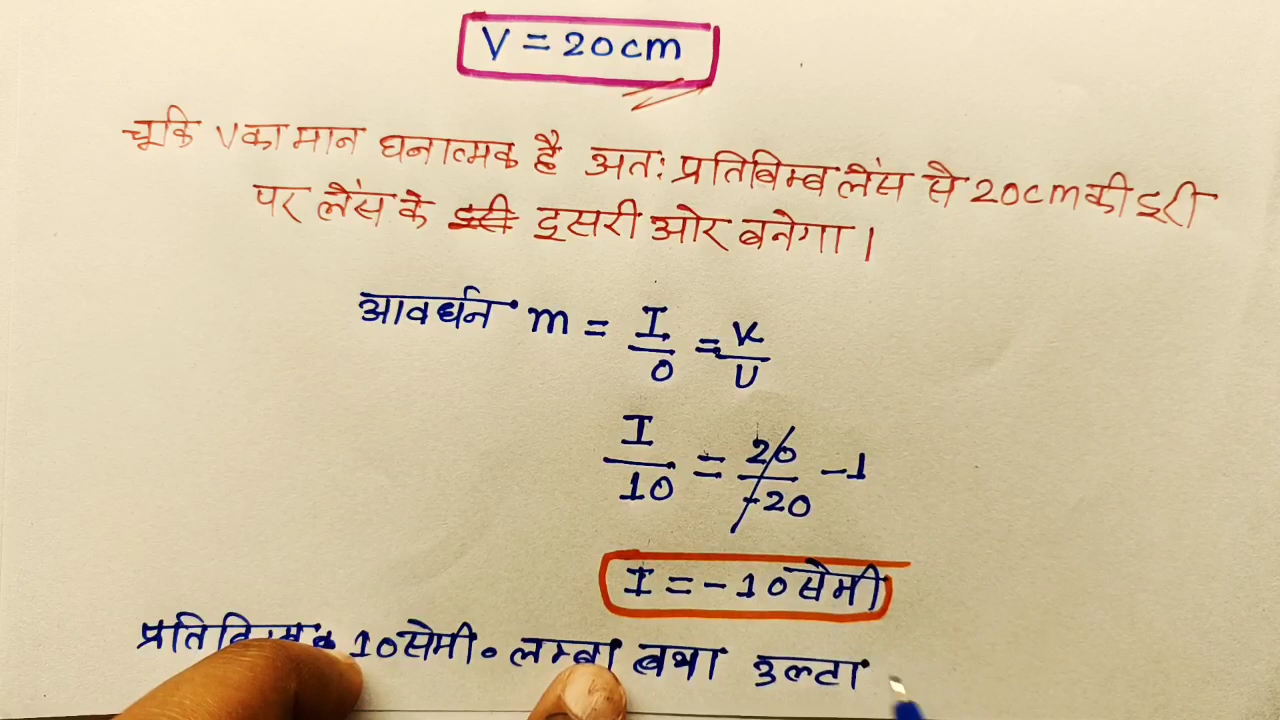 V = 20cm
चूकि V का मान धनात्मक है अतः प्रतिबिम्ब लेंस से 20cm की दूरी
पर लेंस के दूसरी ओर बनेगा।
आवर्धन m = I/O = V/U
I/10 = 20/-20 -1
I = -10 सेमी
10 सेमी० लम्बा तथा उल्टा